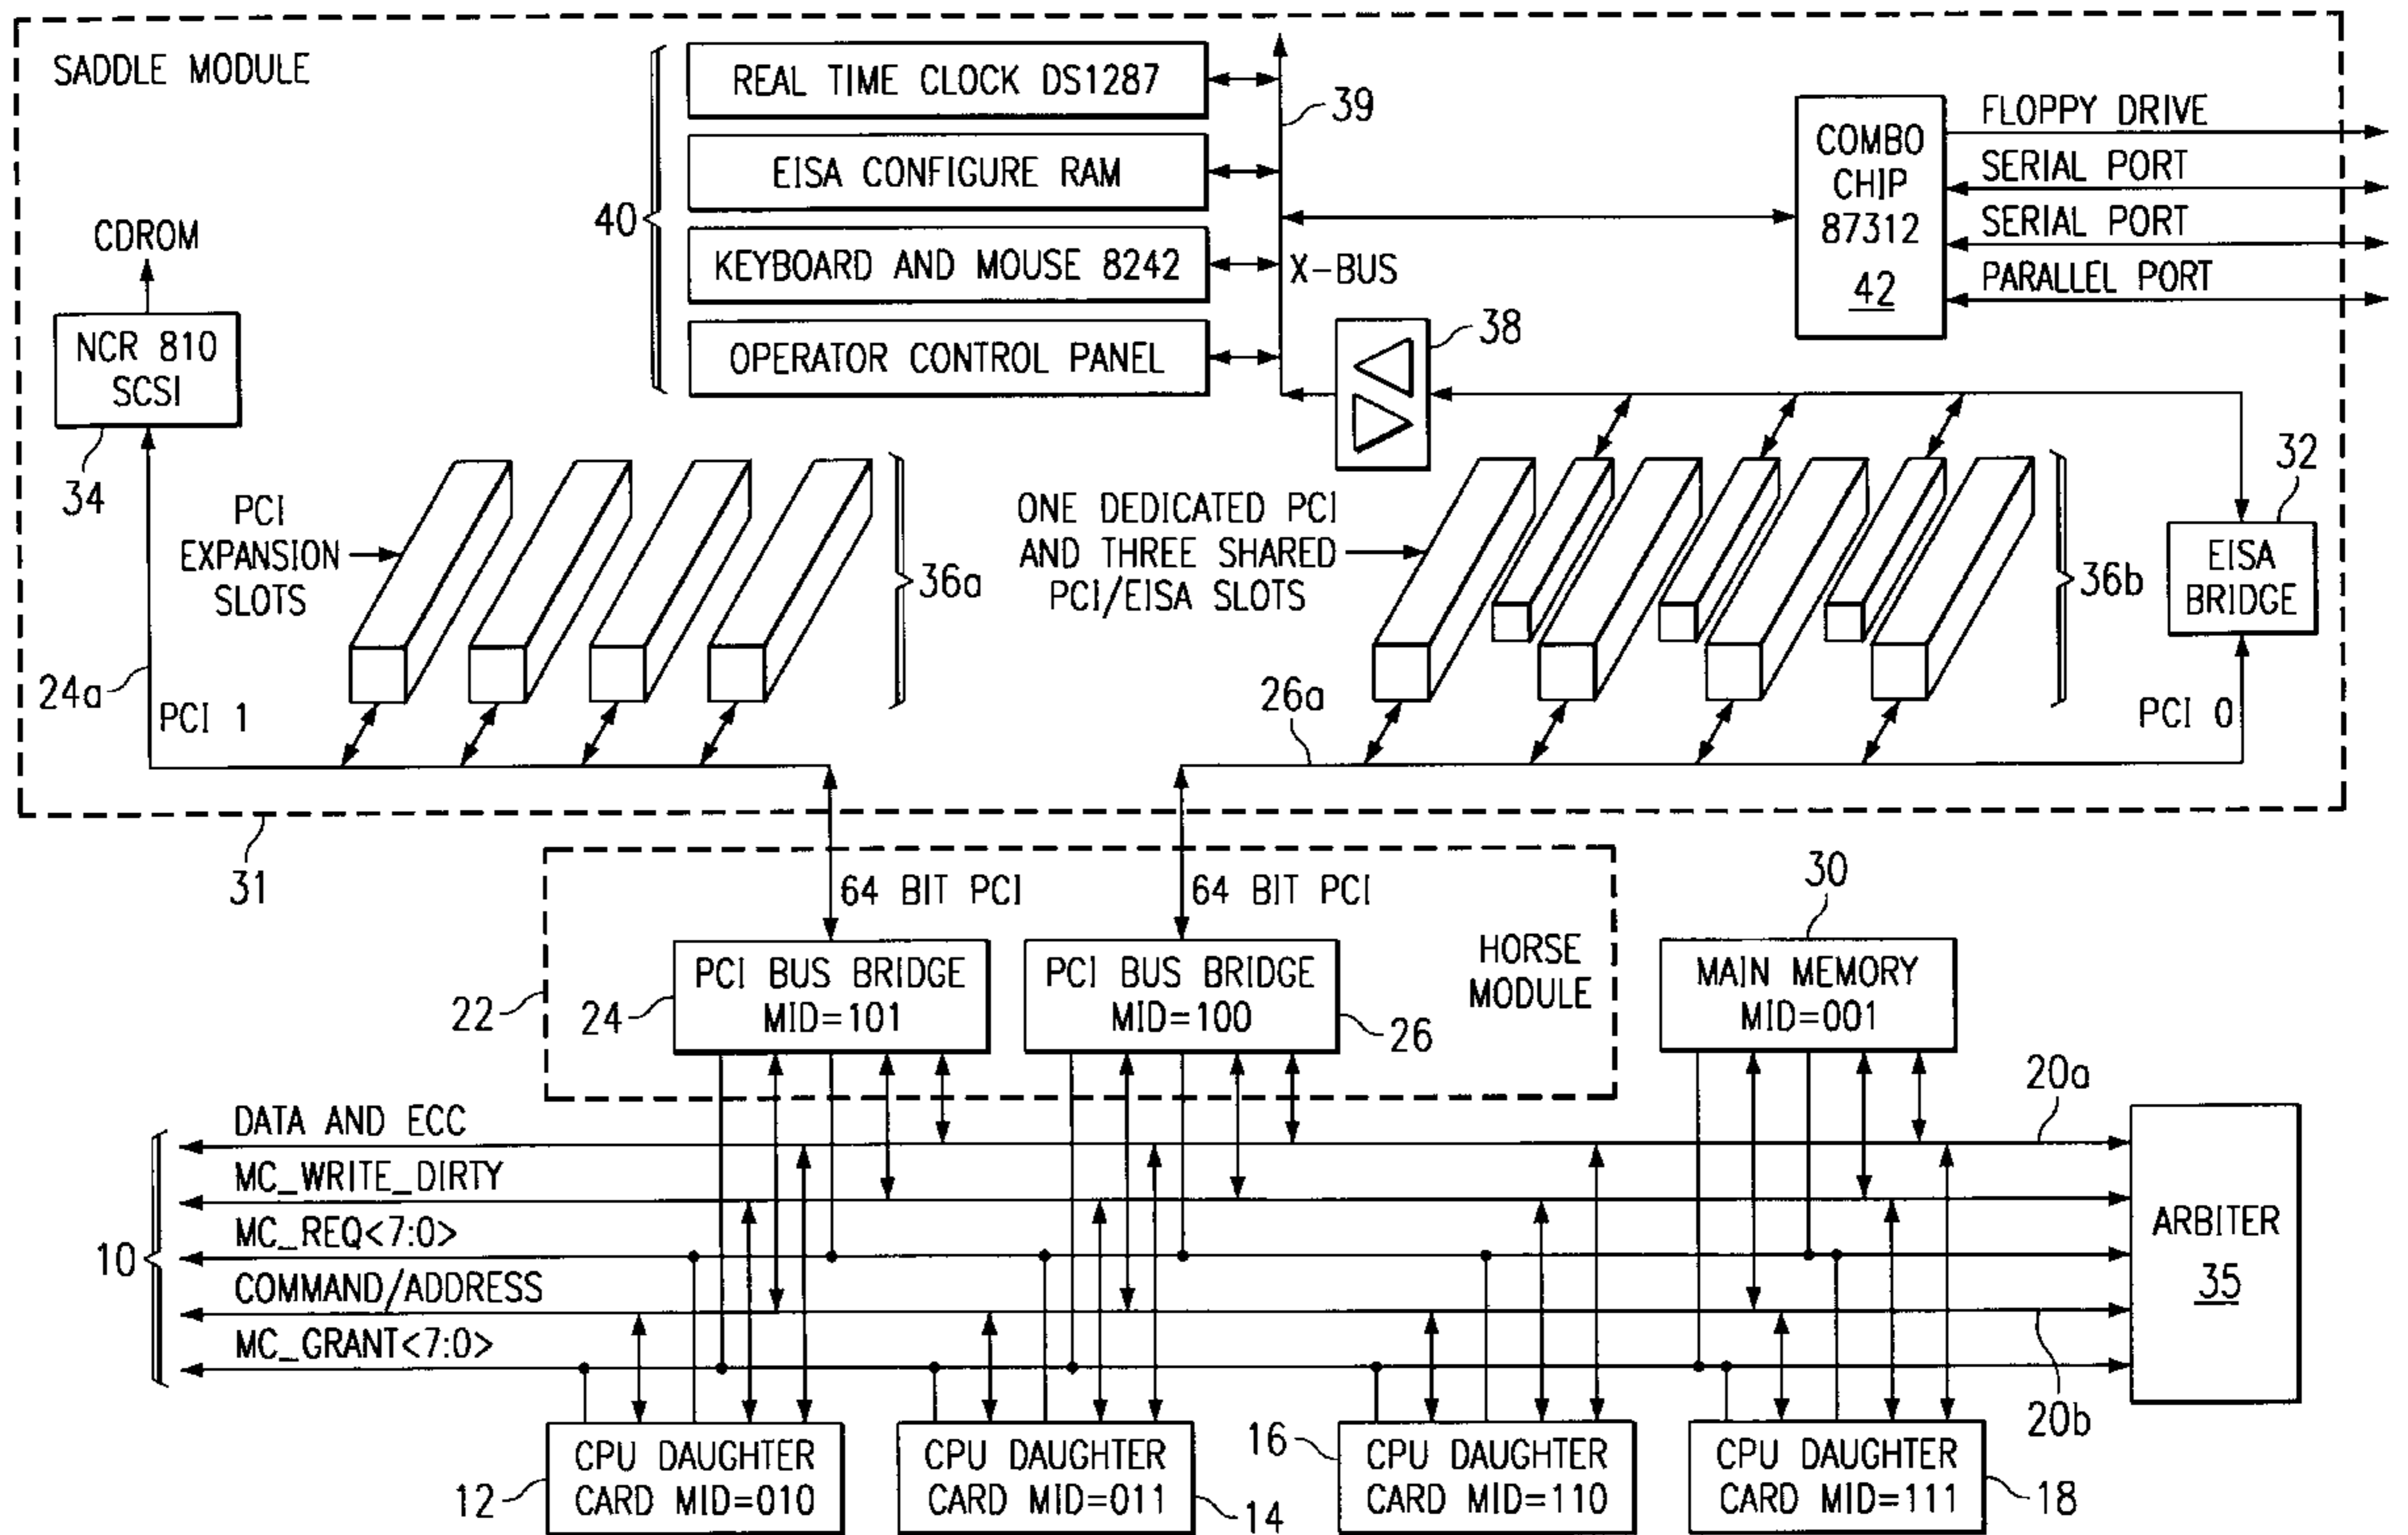 SADDLE MODULE
40
REAL TIME CLOCK DS1287
EISA CONFIGURE RAM
KEYBOARD AND MOUSE 8242
OPERATOR CONTROL PANEL
39
X-BUS
38
COMBO
CHIP
87312
42
FLOPPY DRIVE
SERIAL PORT
SERIAL PORT
PARALLEL PORT
CDROM
NCR 810
SCSI
34
PCI
EXPANSION
SLOTS
36a
24a
PCI 1
ONE DEDICATED PCI
AND THREE SHARED
PCI/EISA SLOTS
36b
32
EISA
BRIDGE
26a
PCI 0
31
64 BIT PCI
64 BIT PCI
22
24
PCI BUS BRIDGE
MID=101
PCI BUS BRIDGE
MID=100
26
HORSE
MODULE
30
MAIN MEMORY
MID=001
10
DATA AND ECC
MC_WRITE_DIRTY
MC_REQ<7:0>
COMMAND/ADDRESS
MC_GRANT<7:0>
20a
ARBITER
35
20b
12
CPU DAUGHTER
CARD MID=010
CPU DAUGHTER
CARD MID=011
14
16
CPU DAUGHTER
CARD MID=110
CPU DAUGHTER
CARD MID=111
18